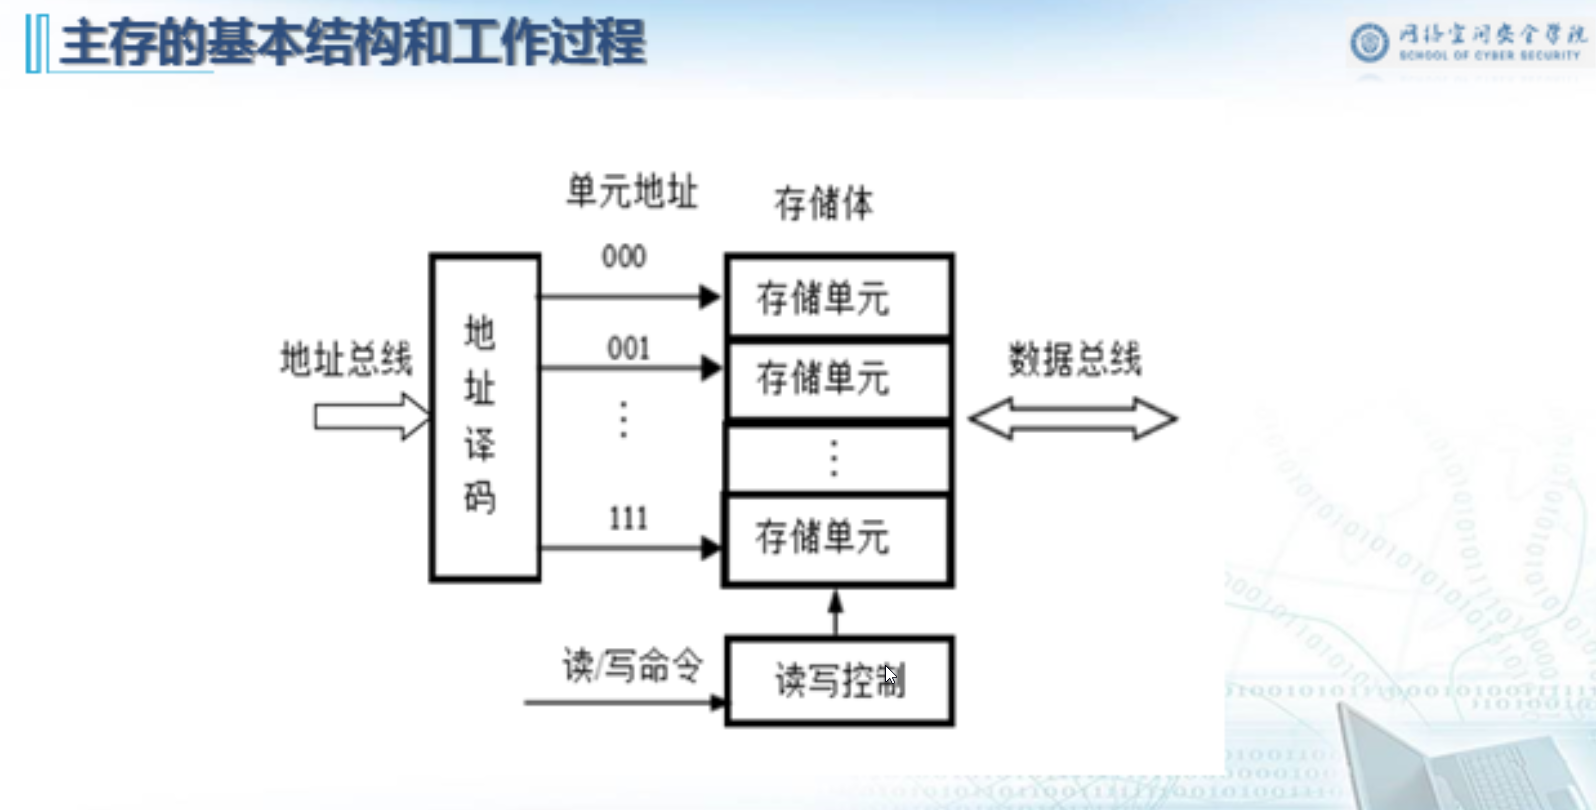 主存的基本结构和工作过程
网络空间安全学院
SCHOOL OF CYBER SECURITY
单元地址
存储体
000
存储单元
地址译码
001
存储单元
地址总线
数据总线
⋮
⋮
111
存储单元
读/写命令
读写控制